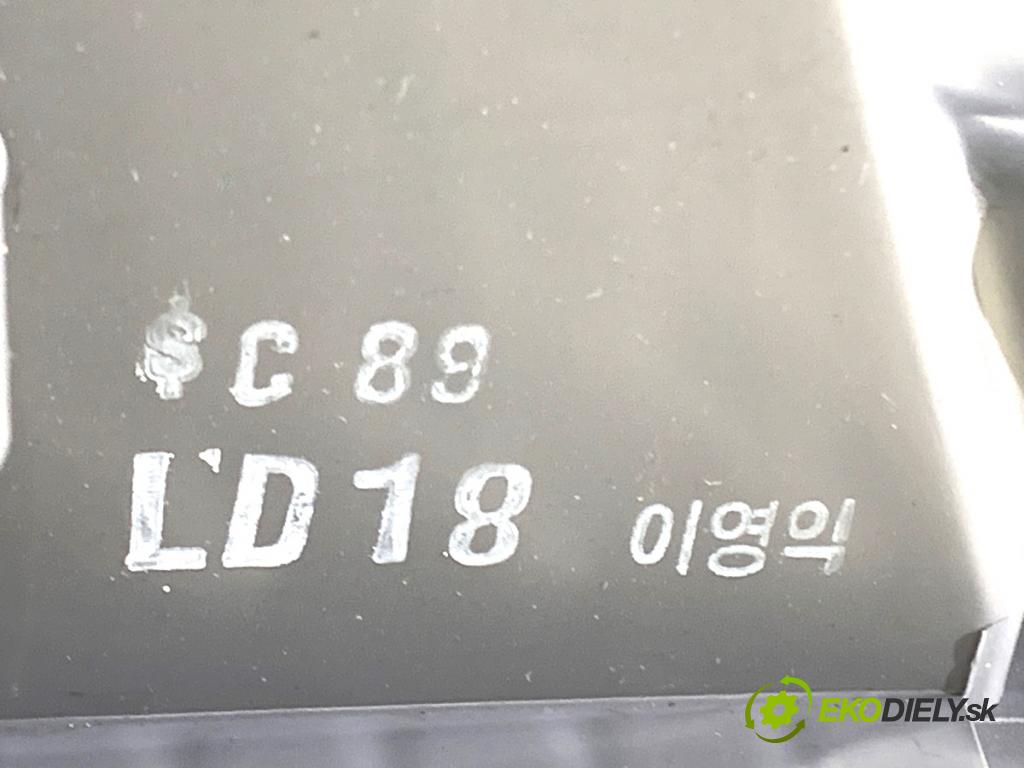 $ C 89
LD18 이영익
EKODIELY.sk